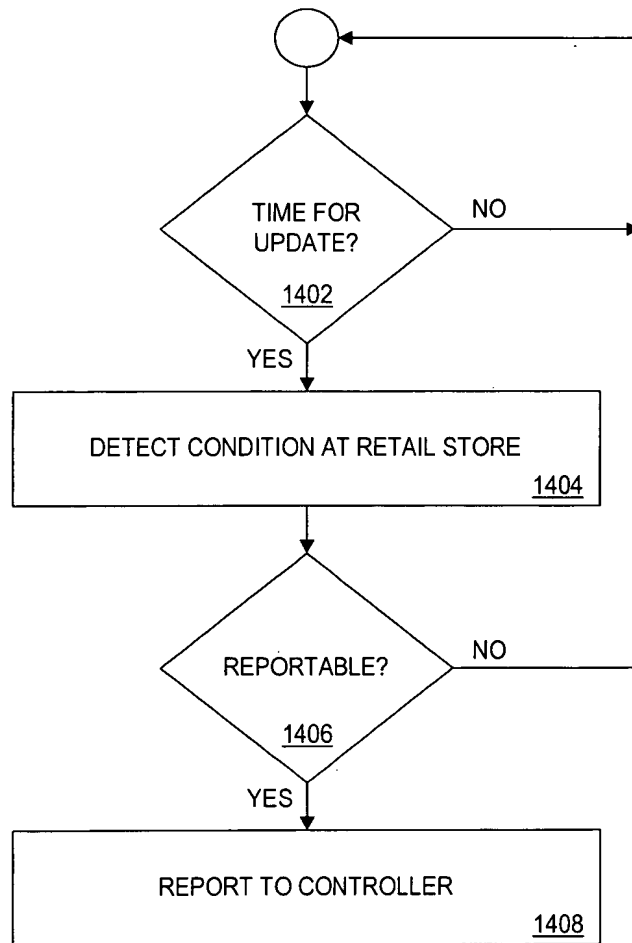 TIME FOR
UPDATE?
NO
1402
YES
DETECT CONDITION AT RETAIL STORE
1404
REPORTABLE?
NO
1406
YES
REPORT TO CONTROLLER
1408